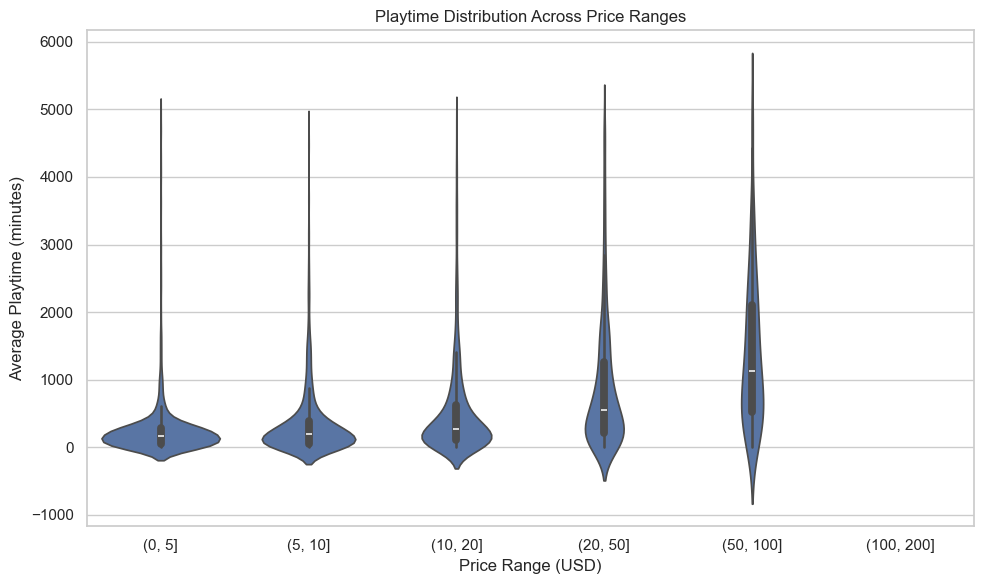 Playtime Distribution Across Price Ranges
Average Playtime (minutes)
6000
5000
4000
3000
2000
1000
0
−1000
(0, 5] (5, 10] (10, 20] (20, 50] (50, 100] (100, 200]
Price Range (USD)